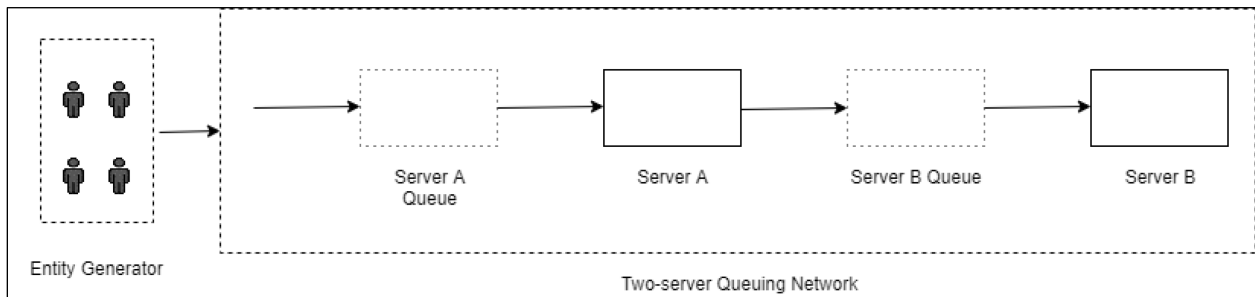 Server A
Queue
Server A
Server B Queue
Server B
Entity Generator
Two-server Queuing Network